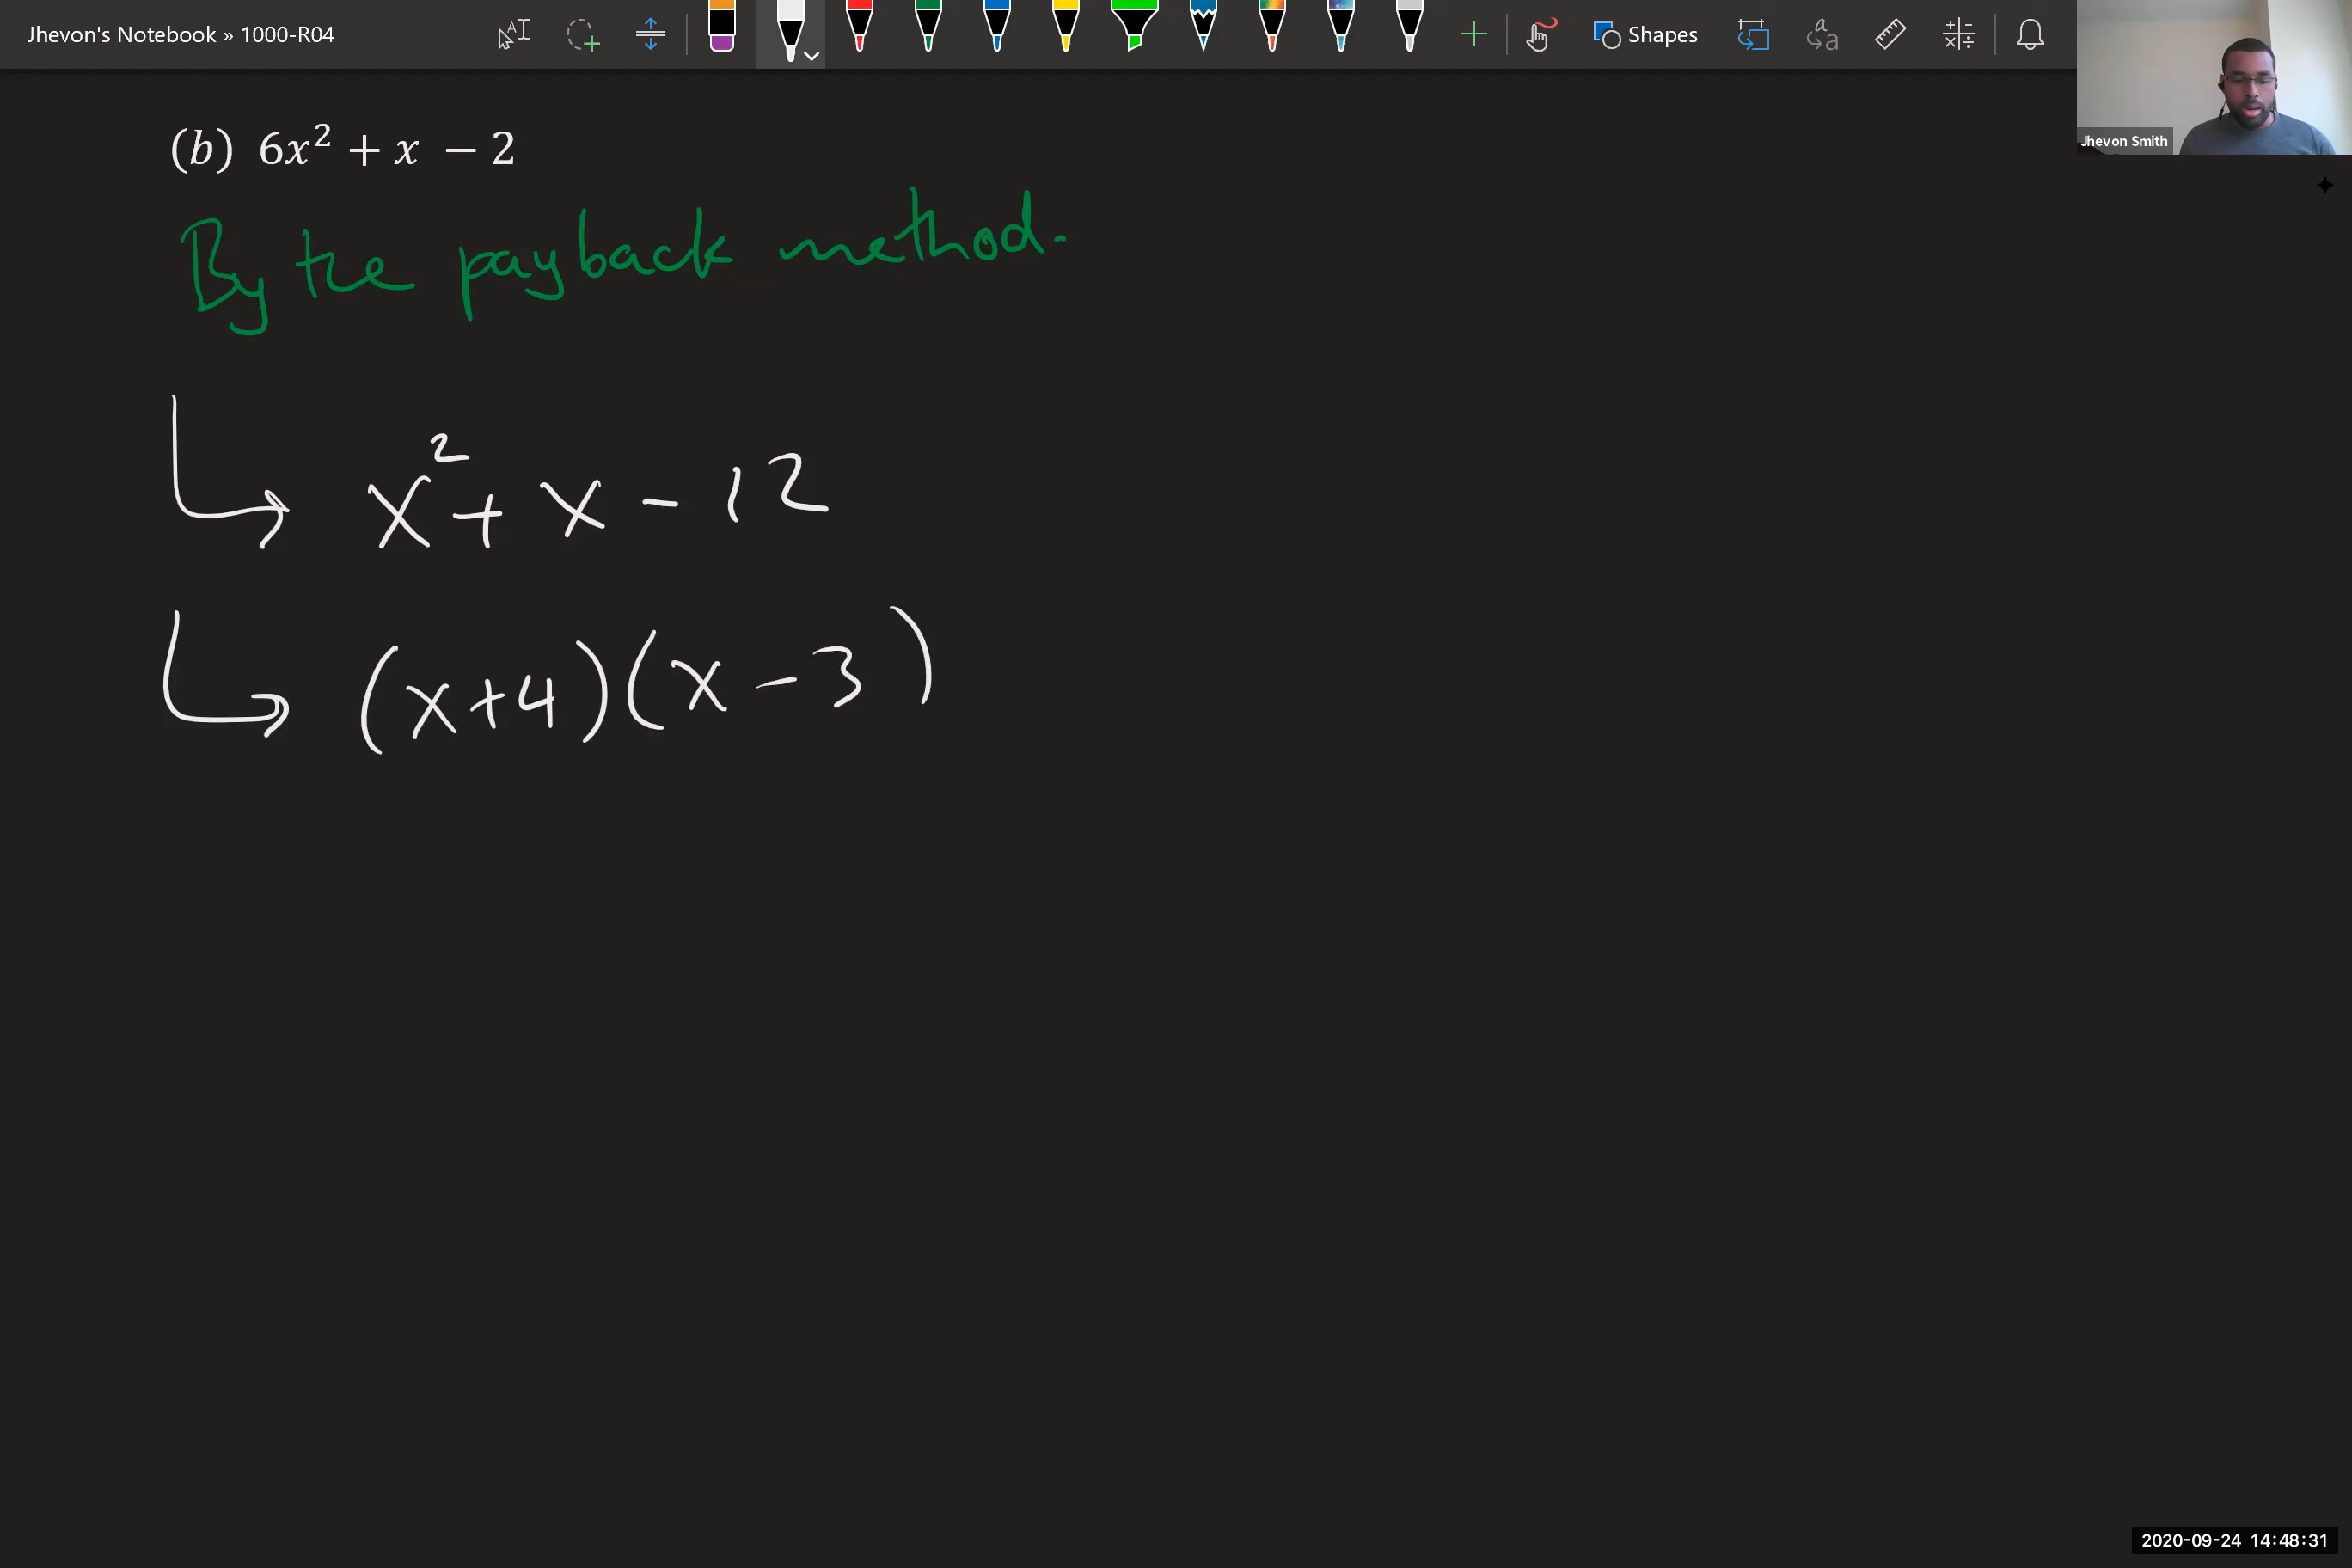 Jhevon's Notebook » 1000-R04
Shapes
Jhevon Smith
(b) 6x² + x − 2
By the payback method.
x² + x − 12
(x+4)(x−3)
2020-09-24 14:48:31